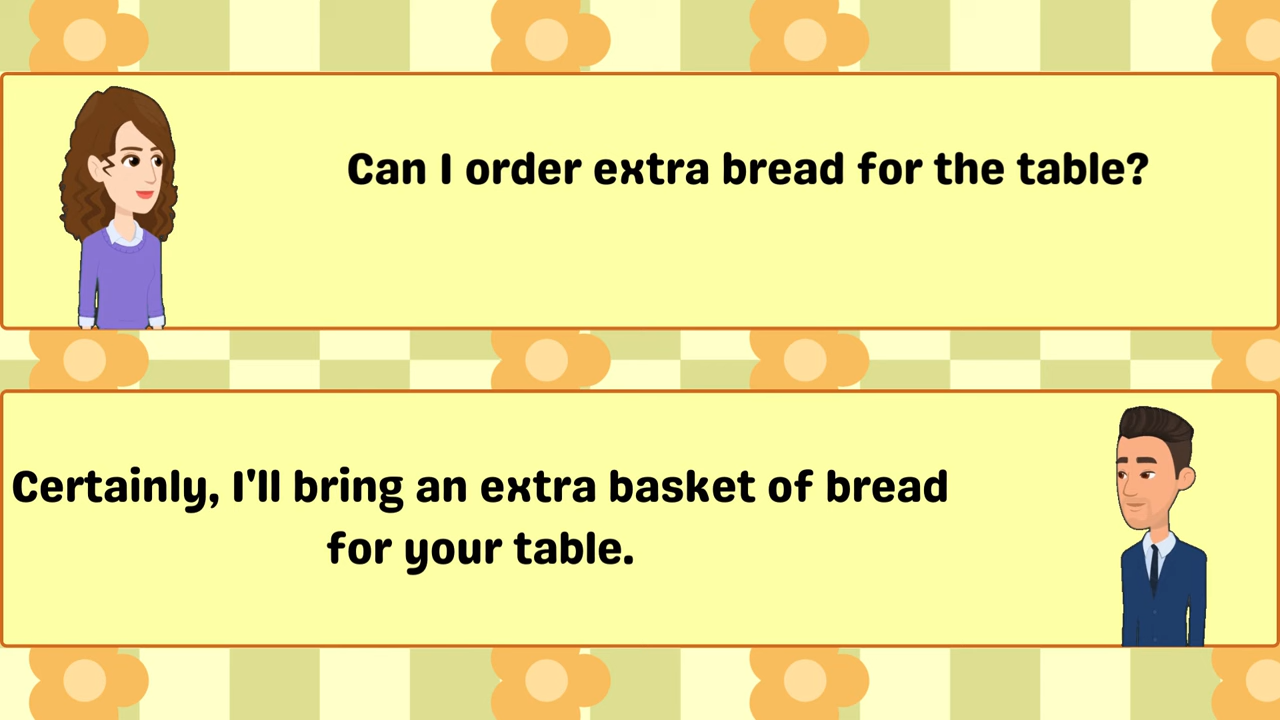 Can I order extra bread for the table?
Certainly, I'll bring an extra basket of bread
for your table.